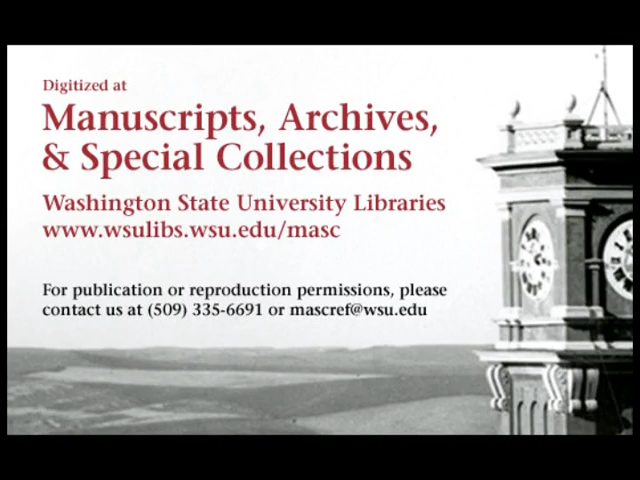 Digitized at
Manuscripts, Archives,
& Special Collections
Washington State University Libraries
www.wsulibs.wsu.edu/masc
For publication or reproduction permissions, please
contact us at (509) 335-6691 or mascref@wsu.edu